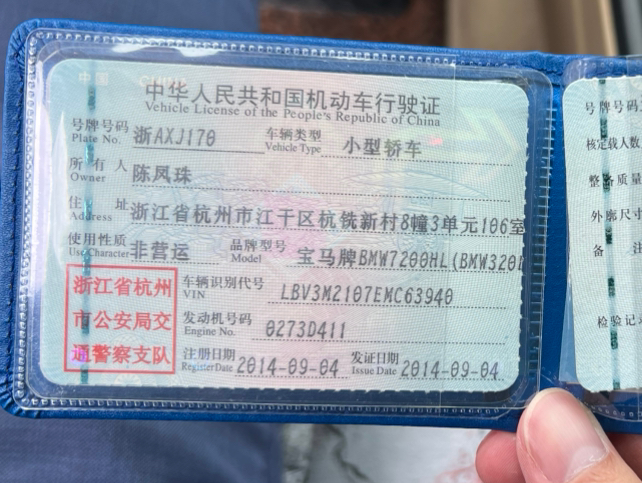 中国 CHINA
中华人民共和国机动车行驶证
Vehicle License of the People's Republic of China
号牌号码 Plate No. 浙AXJ170 车辆类型 Vehicle Type 小型轿车
所有人 Owner 陈凤珠
住址 Address 浙江省杭州市江干区杭铣新村8幢3单元106室
使用性质 Use Character 非营运 品牌型号 Model 宝马牌BMW7200HL(BMW320
浙江省杭州
市公安局交
通警察支队
车辆识别代号 VIN LBV3M2107EMC63940
发动机号码 Engine No. 0273D411
注册日期 Register Date 2014-09-04 发证日期 Issue Date 2014-09-04
号牌号码
核定载人数
整备质量
外廓尺寸
备注
检验记